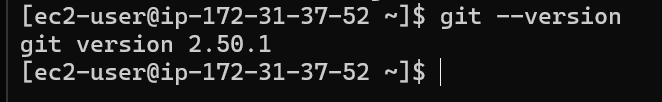 [ec2-user@ip-172-31-37-52 ~]$ git --version
git version 2.50.1
[ec2-user@ip-172-31-37-52 ~]$